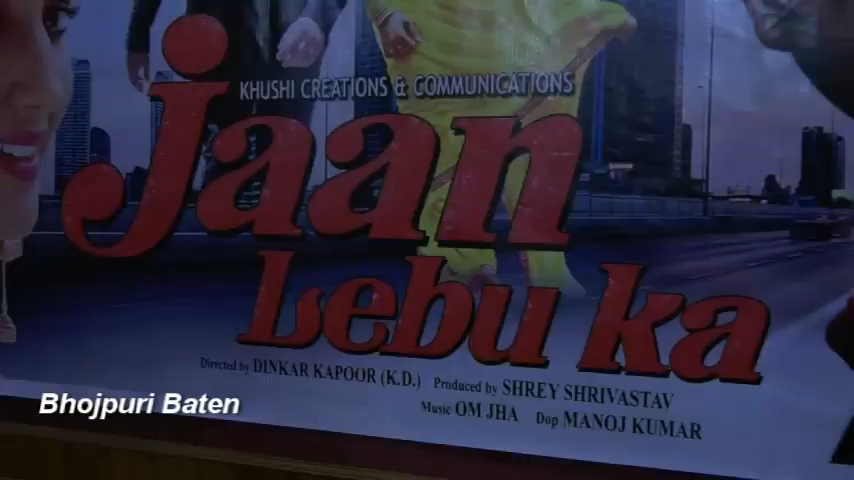 KHUSHI CREATIONS & COMMUNICATIONS
jaan
Lebu ka
Directed by DINKAR KAPOOR (K.D.) Produced by SHREY SHRIVASTAV
Music OM JHA Dop MANOJ KUMAR
Bhojpuri Baten